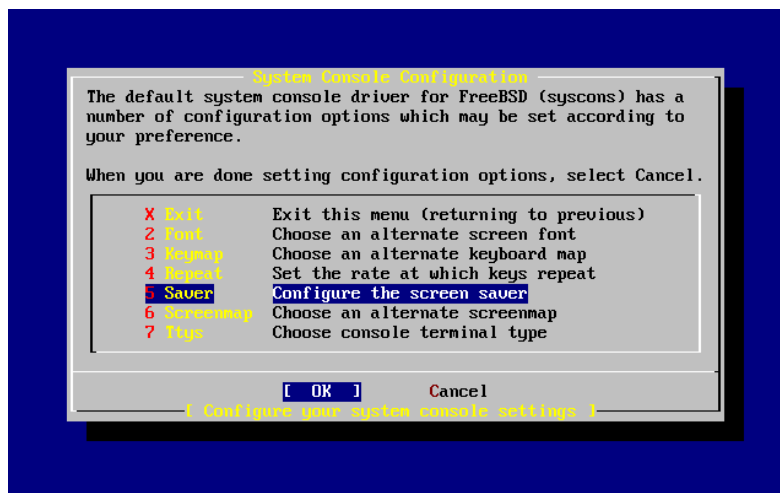 System Console Configuration
The default system console driver for FreeBSD (syscons) has a
number of configuration options which may be set according to
your preference.
When you are done setting configuration options, select Cancel.
X Exit Exit this menu (returning to previous)
2 Font Choose an alternate screen font
3 Keymap Choose an alternate keyboard map
4 Repeat Set the rate at which keys repeat
5 Saver Configure the screen saver
6 Screenmap Choose an alternate screenmap
7 Ttys Choose console terminal type
[ OK ] Cancel
[ Configure your system console settings ]